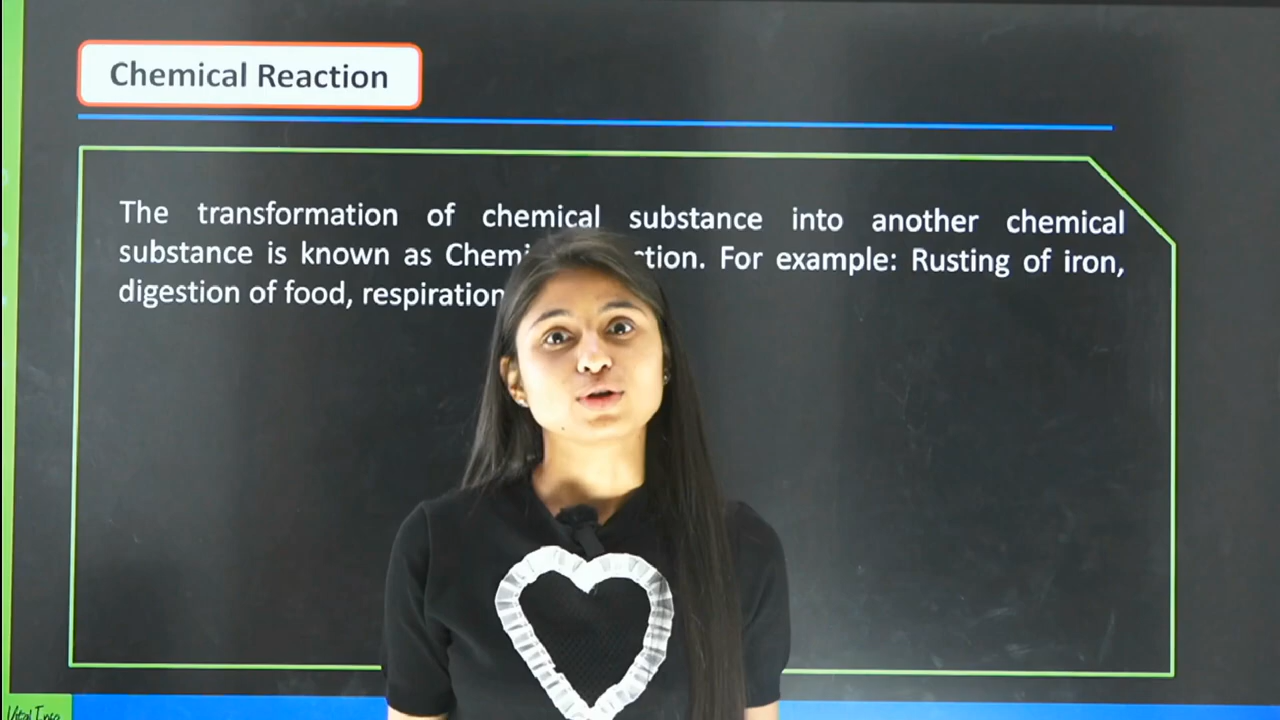 Chemical Reaction
The transformation of chemical substance into another chemical
substance is known as Chemi ction. For example: Rusting of iron,
digestion of food, respiration